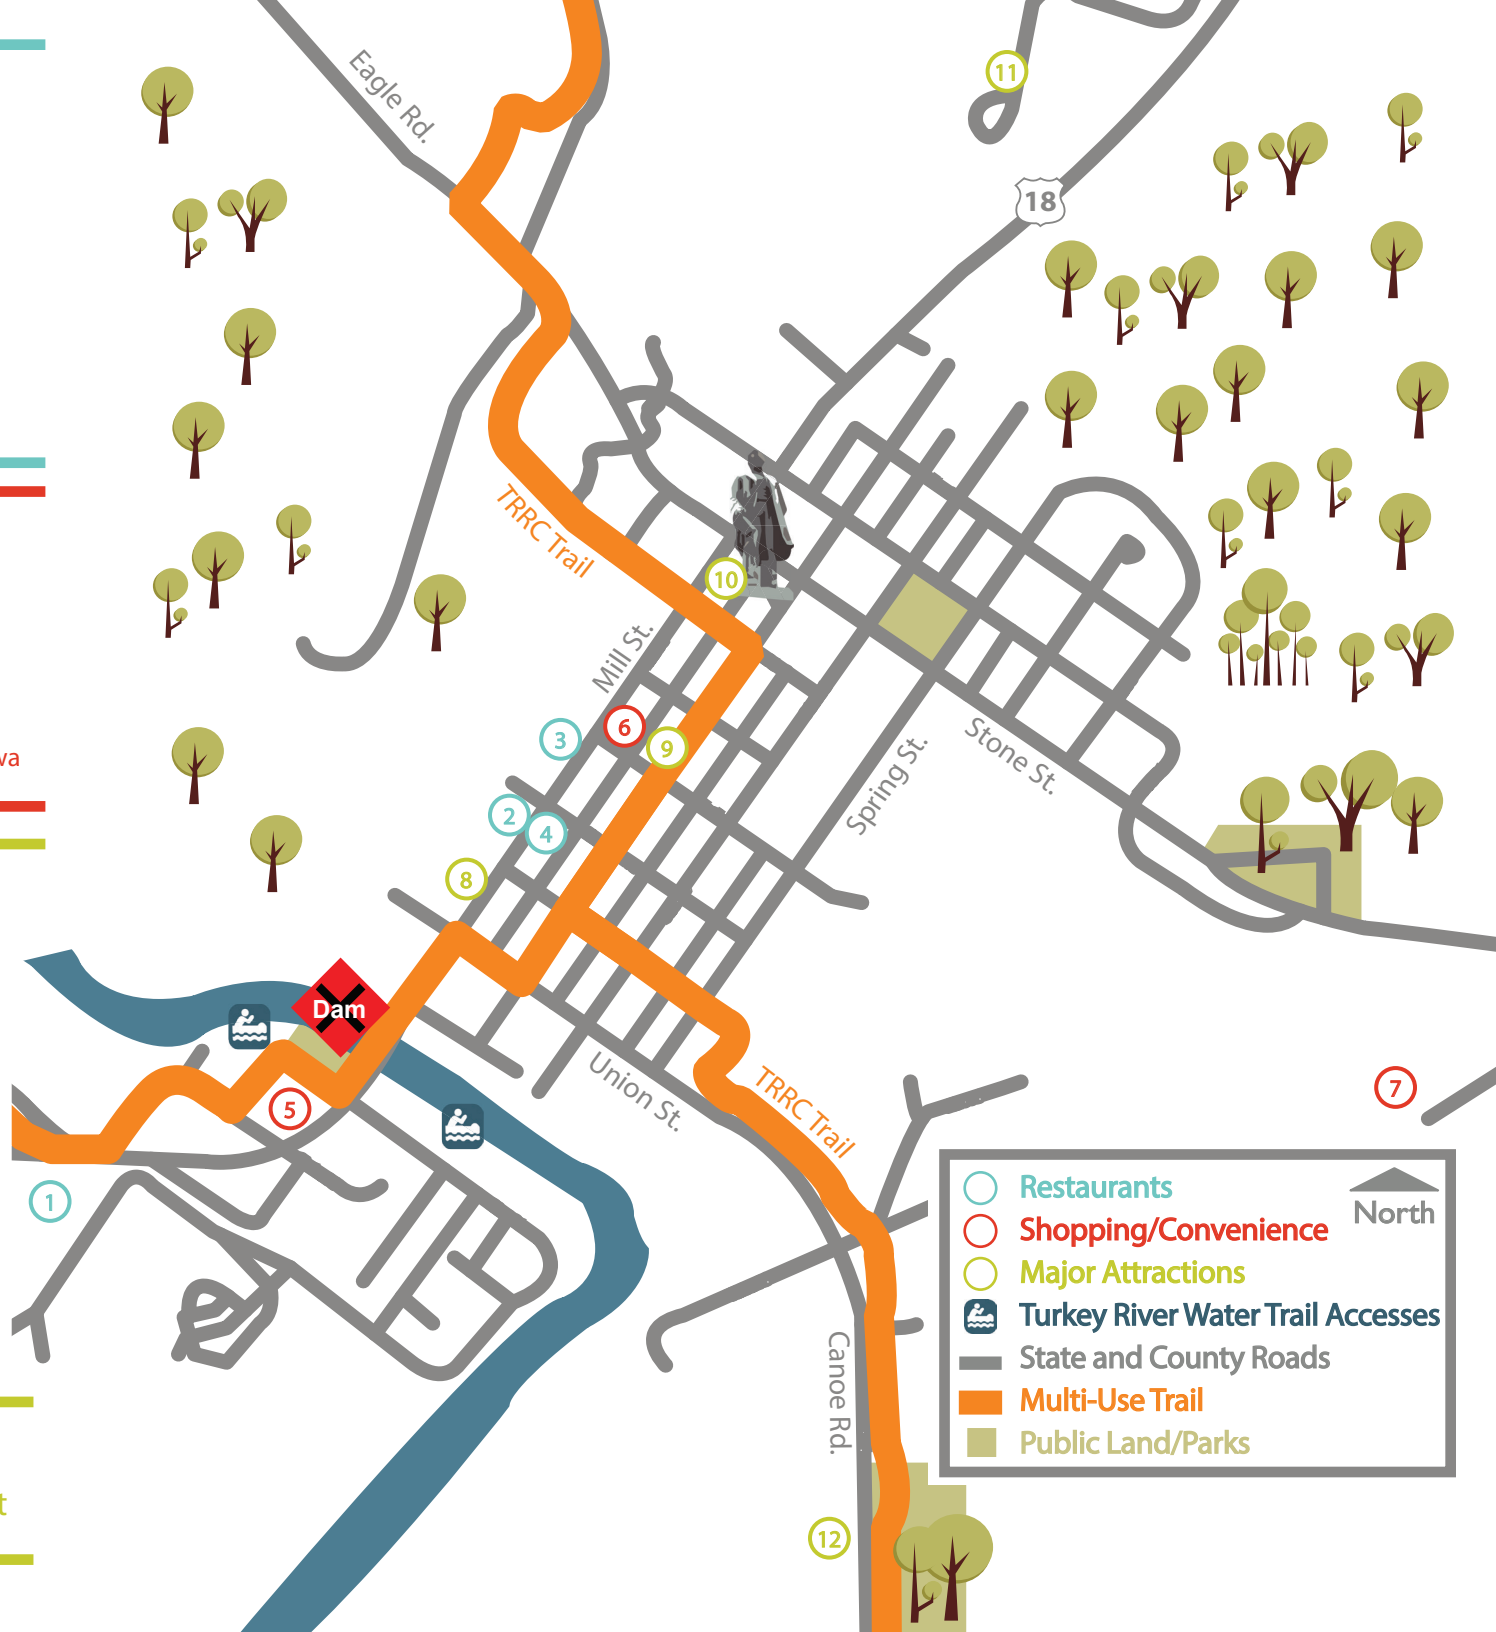 Eagle Rd.
11
18
TRRC Trail
10
Mill St.
3
6
9
Stone St.
va
Spring St.
2
4
8
Dam
5
Union St.
TRRC Trail
7
1
Restaurants
Shopping/Convenience
Major Attractions
North
Turkey River Water Trail Accesses
State and County Roads
Multi-Use Trail
Public Land/Parks
Canoe Rd.
t
12